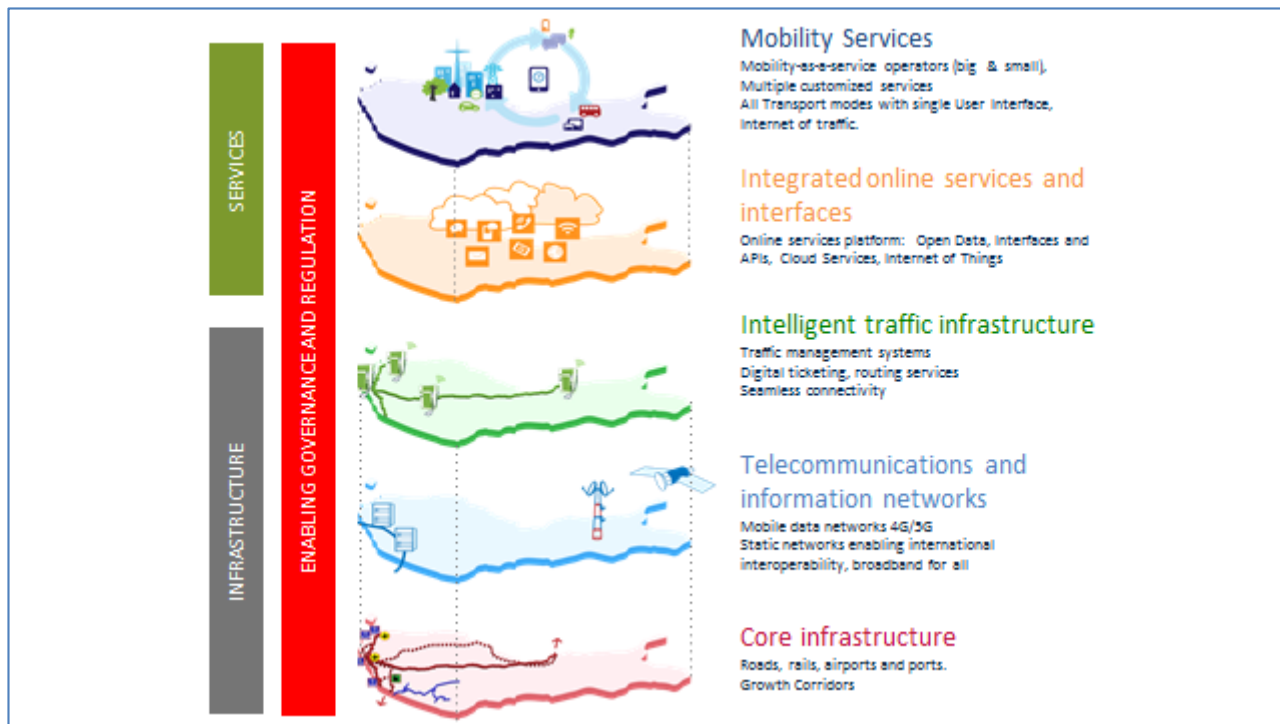 SERVICES
INFRASTRUCTURE
ENABLING GOVERNANCE AND REGULATION
Mobility Services
Mobility-as-a-service operators (big & small),
Multiple customized services
All Transport modes with single User Interface,
Internet of traffic.
Integrated online services and
interfaces
Online services platform: Open Data, Interfaces and
APIs, Cloud Services, Internet of Things
Intelligent traffic infrastructure
Traffic management systems
Digital ticketing, routing services
Seamless connectivity
Telecommunications and
information networks
Mobile data networks 4G/5G
Static networks enabling international
interoperability, broadband for all
Core infrastructure
Roads, rails, airports and ports.
Growth Corridors